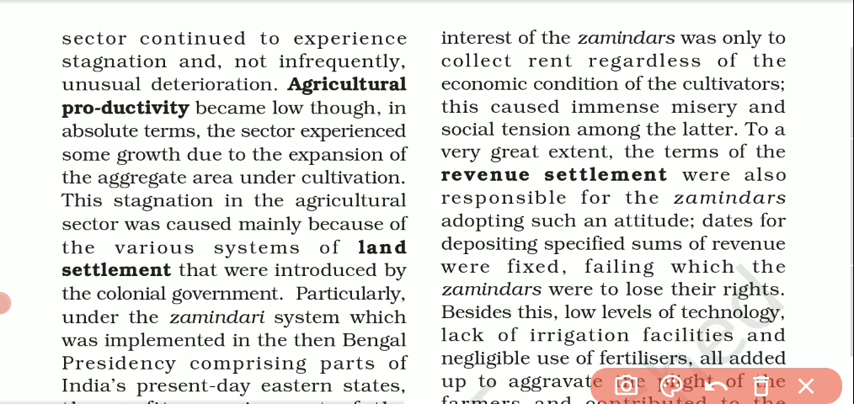 sector continued to experience
stagnation and, not infrequently,
unusual deterioration. Agricultural
pro-ductivity became low though, in
absolute terms, the sector experienced
some growth due to the expansion of
the aggregate area under cultivation.
This stagnation in the agricultural
sector was caused mainly because of
the various systems of land
settlement that were introduced by
the colonial government. Particularly,
under the zamindari system which
was implemented in the then Bengal
Presidency comprising parts of
India's present-day eastern states,
interest of the zamindars was only to
collect rent regardless of the
economic condition of the cultivators;
this caused immense misery and
social tension among the latter. To a
very great extent, the terms of the
revenue settlement were also
responsible for the zamindars
adopting such an attitude; dates for
depositing specified sums of revenue
were fixed, failing which the
zamindars were to lose their rights.
Besides this, low levels of technology,
lack of irrigation facilities and
negligible use of fertilisers, all added
up to aggravate the plight of the
farmers and contributed to the